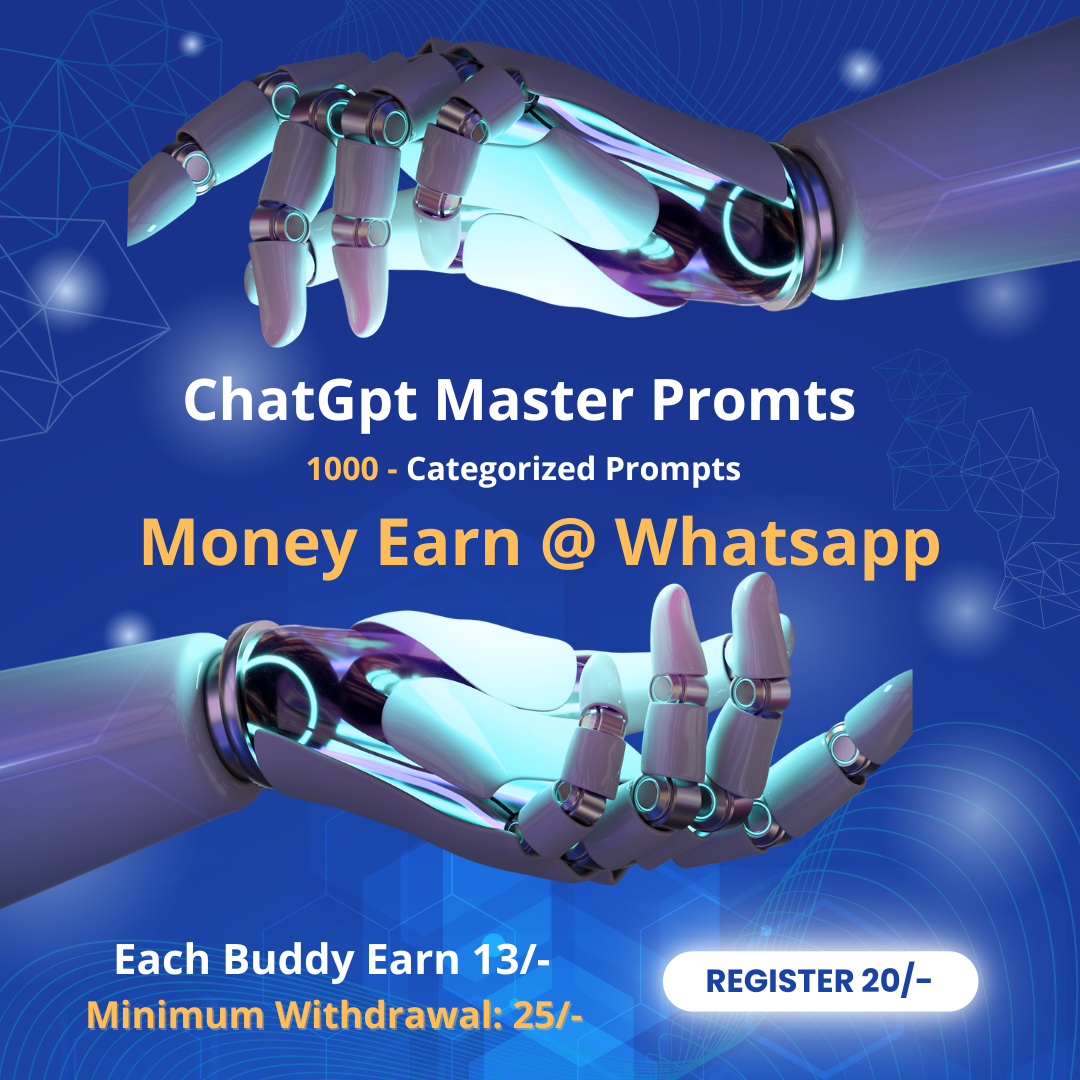 ChatGpt Master Promts
1000 - Categorized Prompts
Money Earn @ Whatsapp
Each Buddy Earn 13/-
Minimum Withdrawal: 25/-
REGISTER 20/-